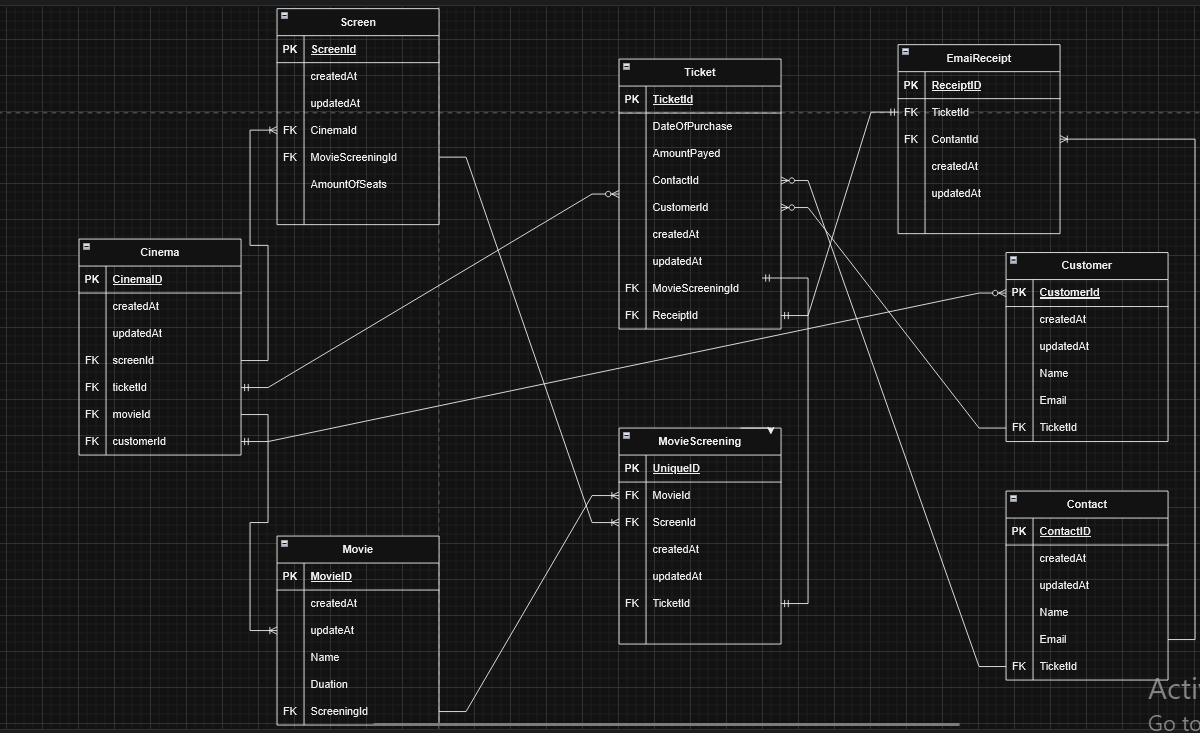 Screen
PK ScreenId
createdAt
updatedAt
FK CinemaId
FK MovieScreeningId
AmountOfSeats
Ticket
PK TicketId
DateOfPurchase
AmountPayed
ContactId
CustomerId
createdAt
updatedAt
FK MovieScreeningId
FK ReceiptId
EmaiReceipt
PK ReceiptID
FK TicketId
FK ContantId
createdAt
updatedAt
Cinema
PK CinemaID
createdAt
updatedAt
FK screenId
FK ticketId
FK movieId
FK customerId
Customer
PK CustomerId
createdAt
updatedAt
Name
Email
FK TicketId
MovieScreening
PK UniqueID
FK MovieId
FK ScreenId
createdAt
updatedAt
FK TicketId
Movie
PK MovieID
createdAt
updateAt
Name
Duation
FK ScreeningId
Contact
PK ContactID
createdAt
updatedAt
Name
Email
FK TicketId
Acti
Go to